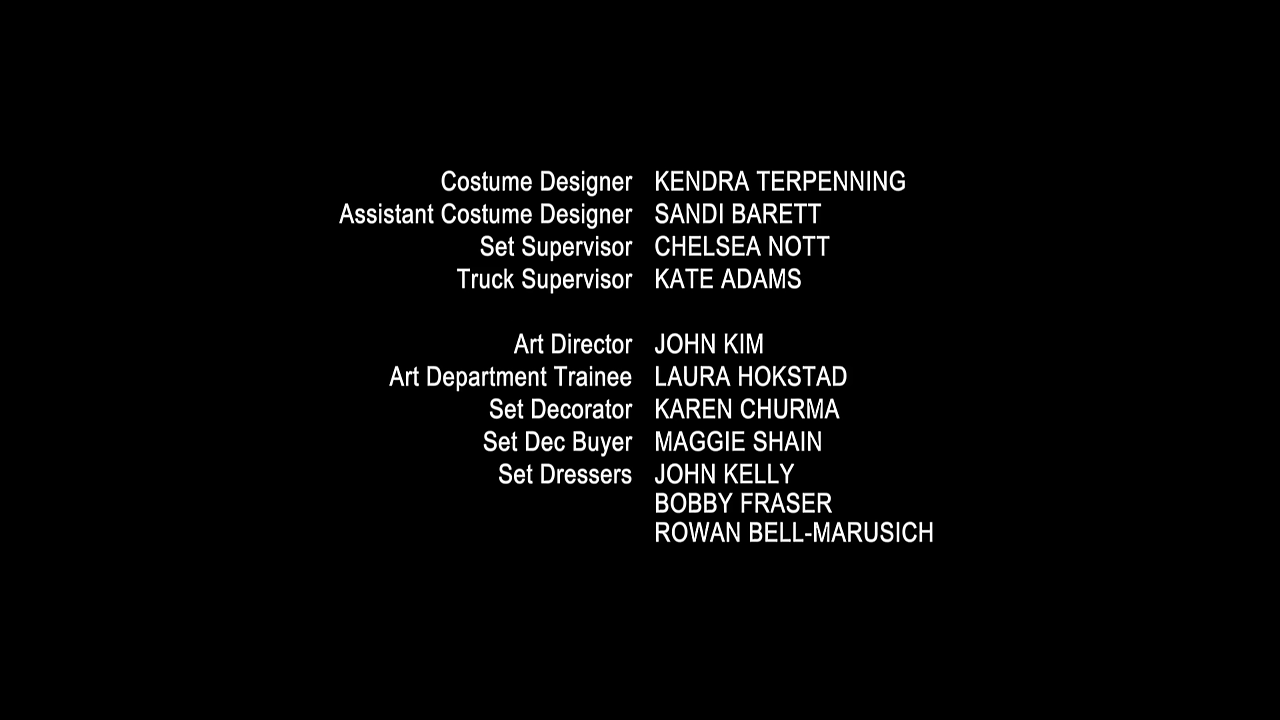 Costume Designer KENDRA TERPENNING
Assistant Costume Designer SANDI BARETT
Set Supervisor CHELSEA NOTT
Truck Supervisor KATE ADAMS
Art Director JOHN KIM
Art Department Trainee LAURA HOKSTAD
Set Decorator KAREN CHURMA
Set Dec Buyer MAGGIE SHAIN
Set Dressers JOHN KELLY
BOBBY FRASER
ROWAN BELL-MARUSICH